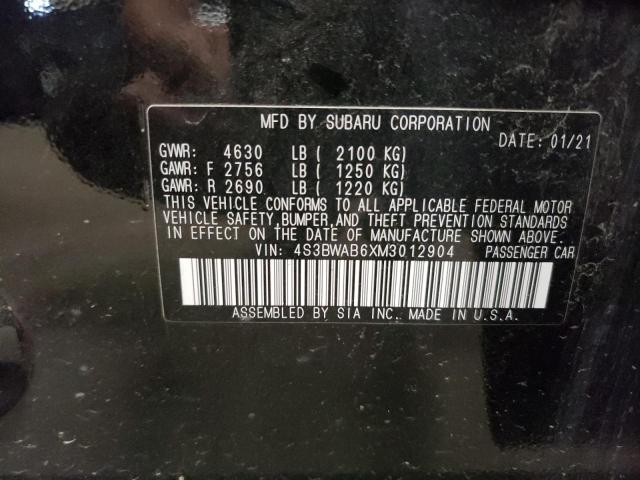 MFD BY SUBARU CORPORATION
DATE: 01/21
GVWR: 4630 LB ( 2100 KG)
GAWR: F 2756 LB ( 1250 KG)
GAWR: R 2690 LB ( 1220 KG)
THIS VEHICLE CONFORMS TO ALL APPLICABLE FEDERAL MOTOR
VEHICLE SAFETY, BUMPER, AND THEFT PREVENTION STANDARDS
IN EFFECT ON THE DATE OF MANUFACTURE SHOWN ABOVE.
VIN: 4S3BWAB6XM3012904 PASSENGER CAR
ASSEMBLED BY SIA INC. MADE IN U.S.A.